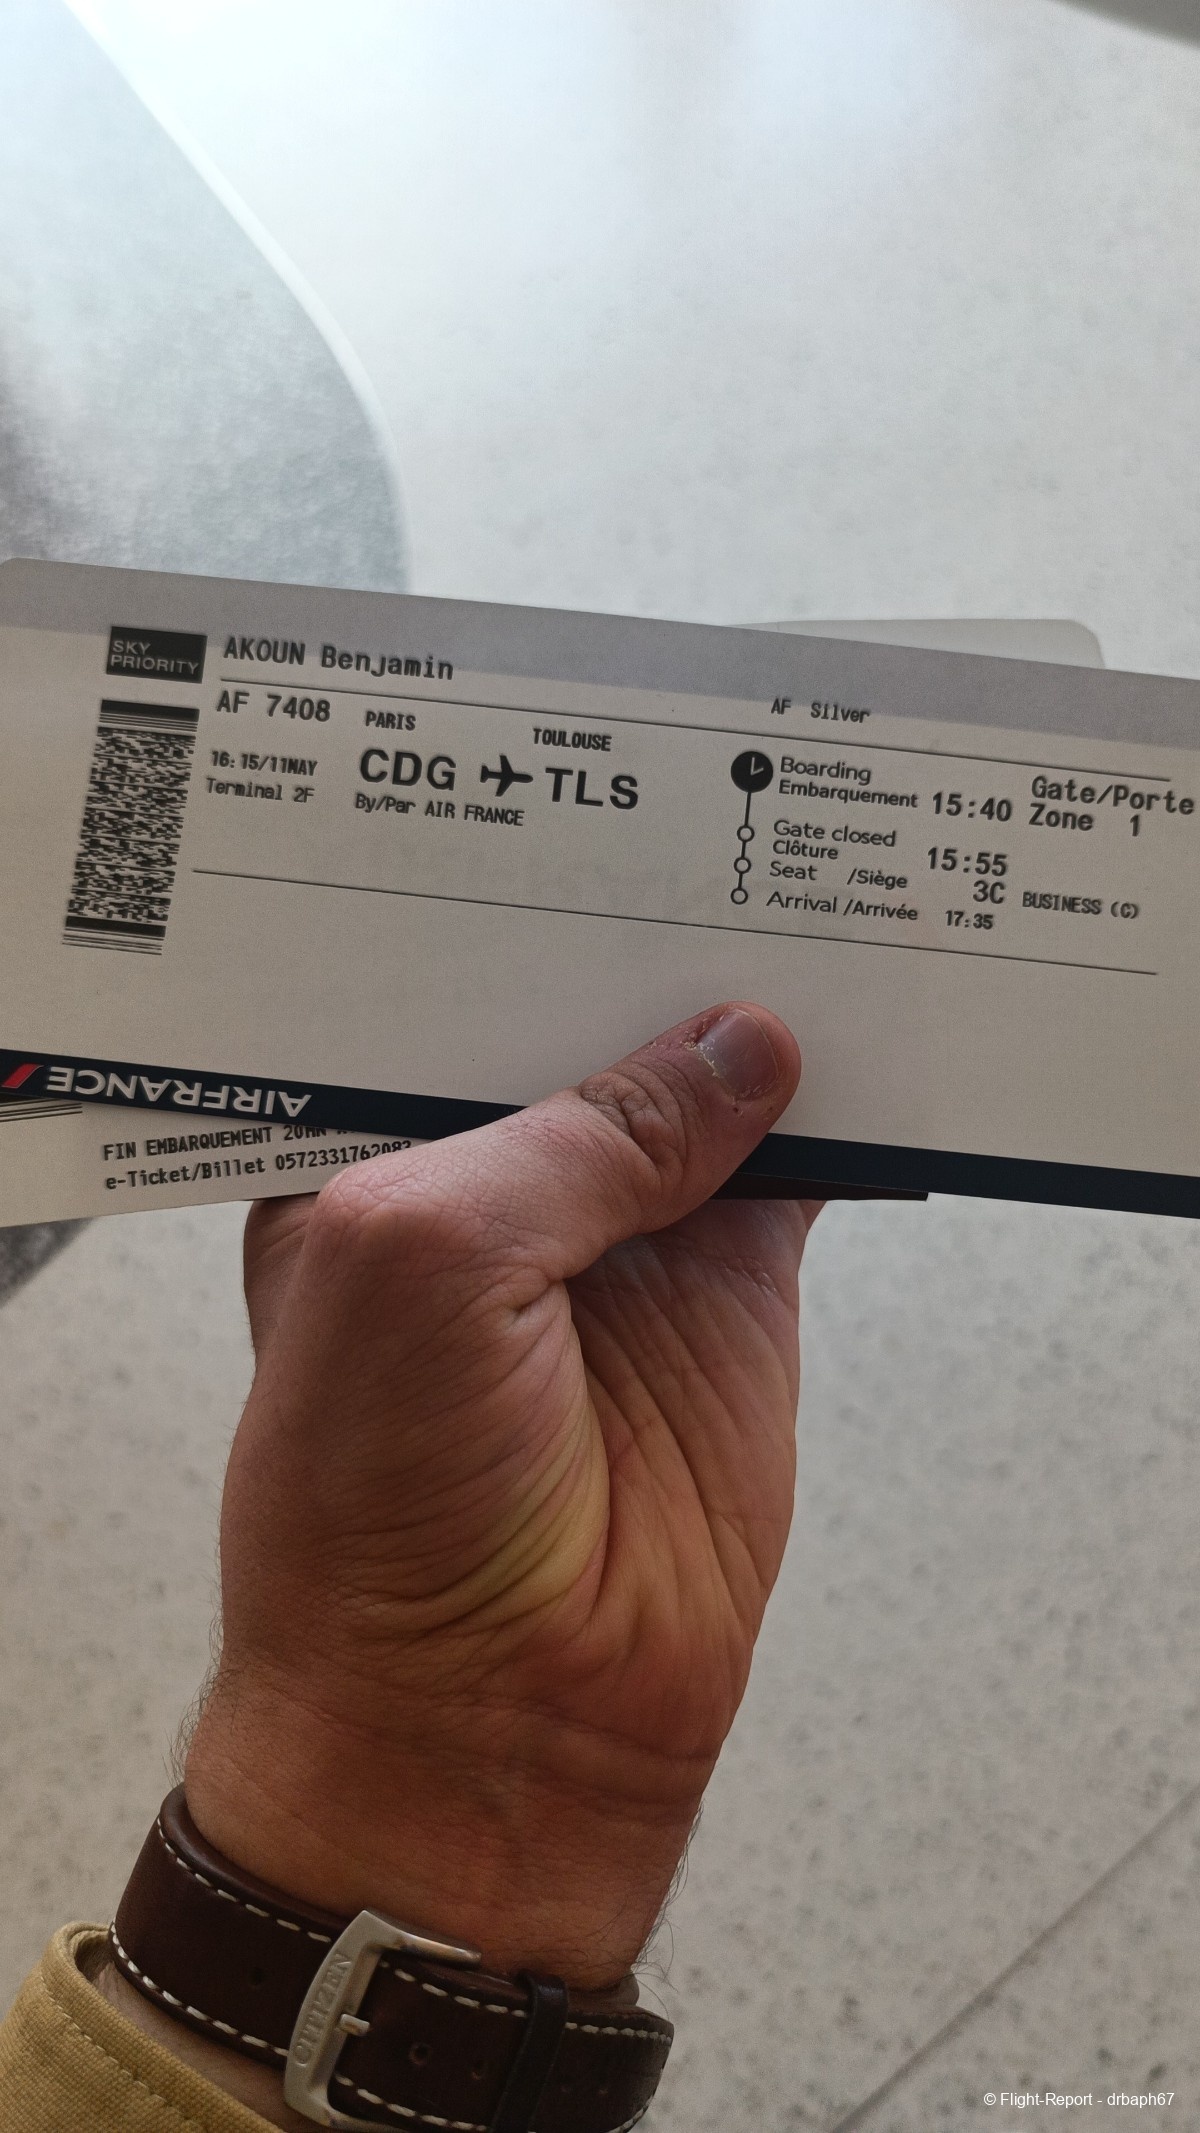 SKY
PRIORITY
AKOUN Benjamin
AF Silver
AF 7408
PARIS
TOULOUSE
16:15/11MAY
CDG TLS
Terminal 2F
By/Par AIR FRANCE
Boarding
Embarquement 15:40
Gate/Porte
Zone 1
Gate closed
Clôture 15:55
Seat /Siège 3C BUSINESS (C)
Arrival /Arrivée 17:35
AIRFRANCE
FIN EMBARQUEMENT
e-Ticket/Billet 0572331762083
CITIZEN
© Flight-Report - drbaph67